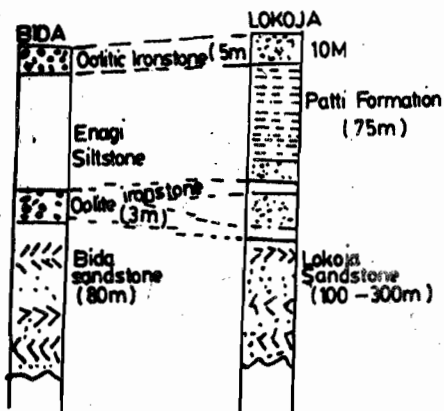 BIDA
LOKOJA
Oolitic Ironstone (5m
10M
Patti Formation
(75m)
Enagi
Siltstone
Oolite ironstone
(3m)
Bida
sandstone
(80m)
Lokoja
Sandstone
(100-300m)